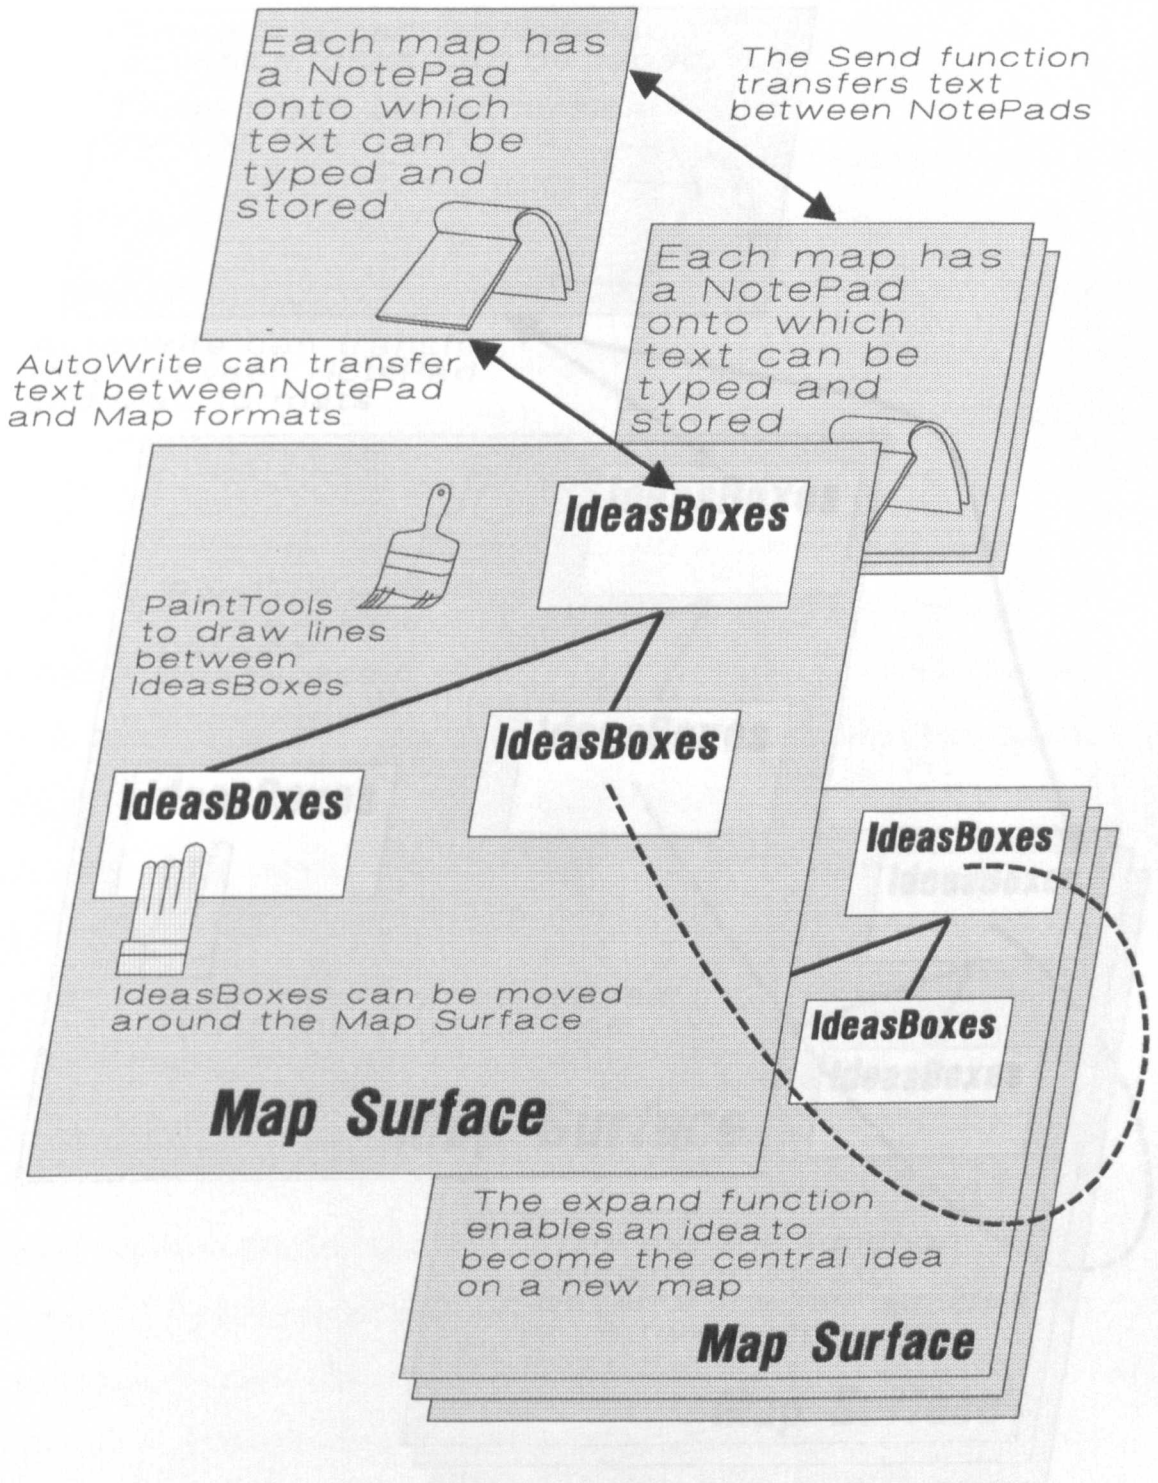 Each map has
a NotePad
onto which
text can be
typed and
stored
The Send function
transfers text
between NotePads
Each map has
a NotePad
onto which
text can be
typed and
stored
AutoWrite can transfer
text between NotePad
and Map formats
IdeasBoxes
PaintTools
to draw lines
between
IdeasBoxes
IdeasBoxes
IdeasBoxes
IdeasBoxes can be moved
around the Map Surface
Map Surface
IdeasBoxes
IdeasBoxes
The expand function
enables an idea to
become the central idea
on a new map
Map Surface